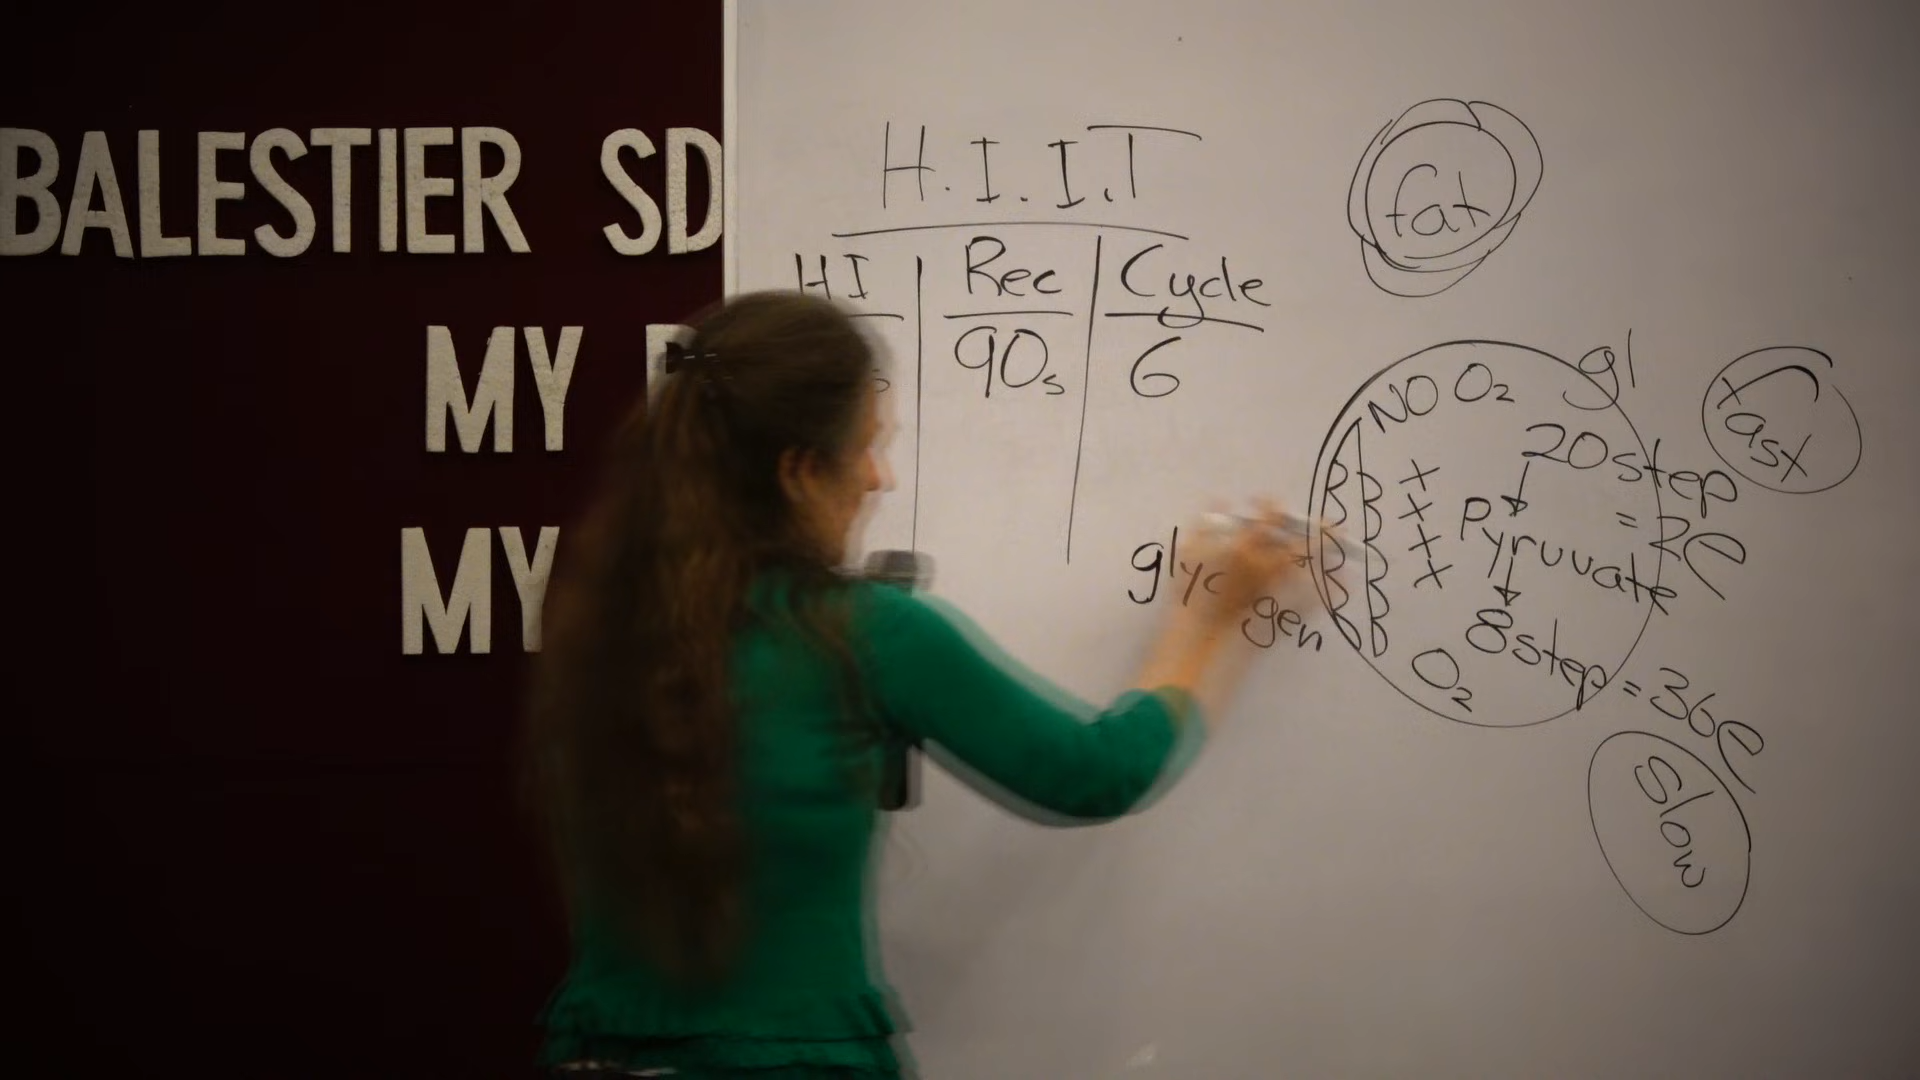 BALESTIER SD
MY
MY
H.I.I.T
HI | Rec | Cycle
90s | 6
fat
gl
NO O₂
fast
20step
= 2e
Pyruvate
gen
8step = 36e
O₂
slow